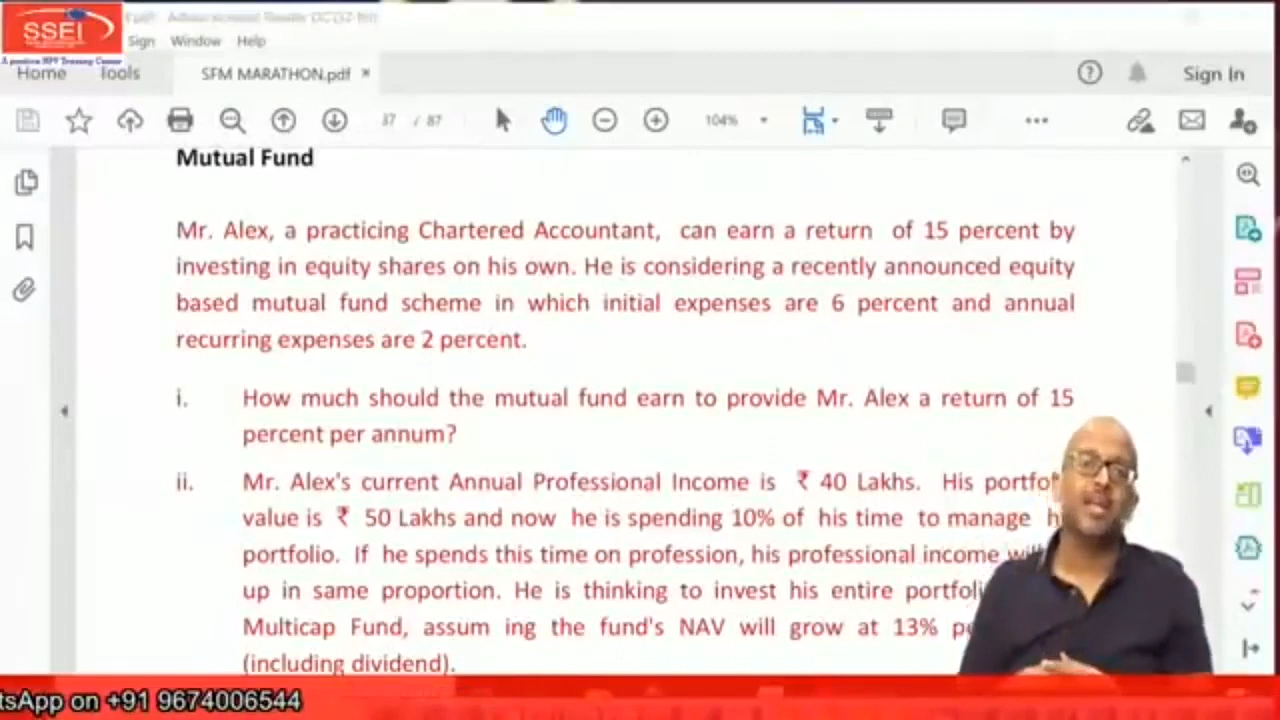 SSEI
Sign Window Help
Home Tools SFM MARATHON.pdf × Sign In
37 / 87 104%
Mutual Fund
Mr. Alex, a practicing Chartered Accountant, can earn a return of 15 percent by
investing in equity shares on his own. He is considering a recently announced equity
based mutual fund scheme in which initial expenses are 6 percent and annual
recurring expenses are 2 percent.
i. How much should the mutual fund earn to provide Mr. Alex a return of 15
percent per annum?
ii. Mr. Alex's current Annual Professional Income is ₹ 40 Lakhs. His portfol
value is ₹ 50 Lakhs and now he is spending 10% of his time to manage h
portfolio. If he spends this time on profession, his professional income w
up in same proportion. He is thinking to invest his entire portfol
Multicap Fund, assum ing the fund's NAV will grow at 13% p
(including dividend).
tsApp on +91 9674006544